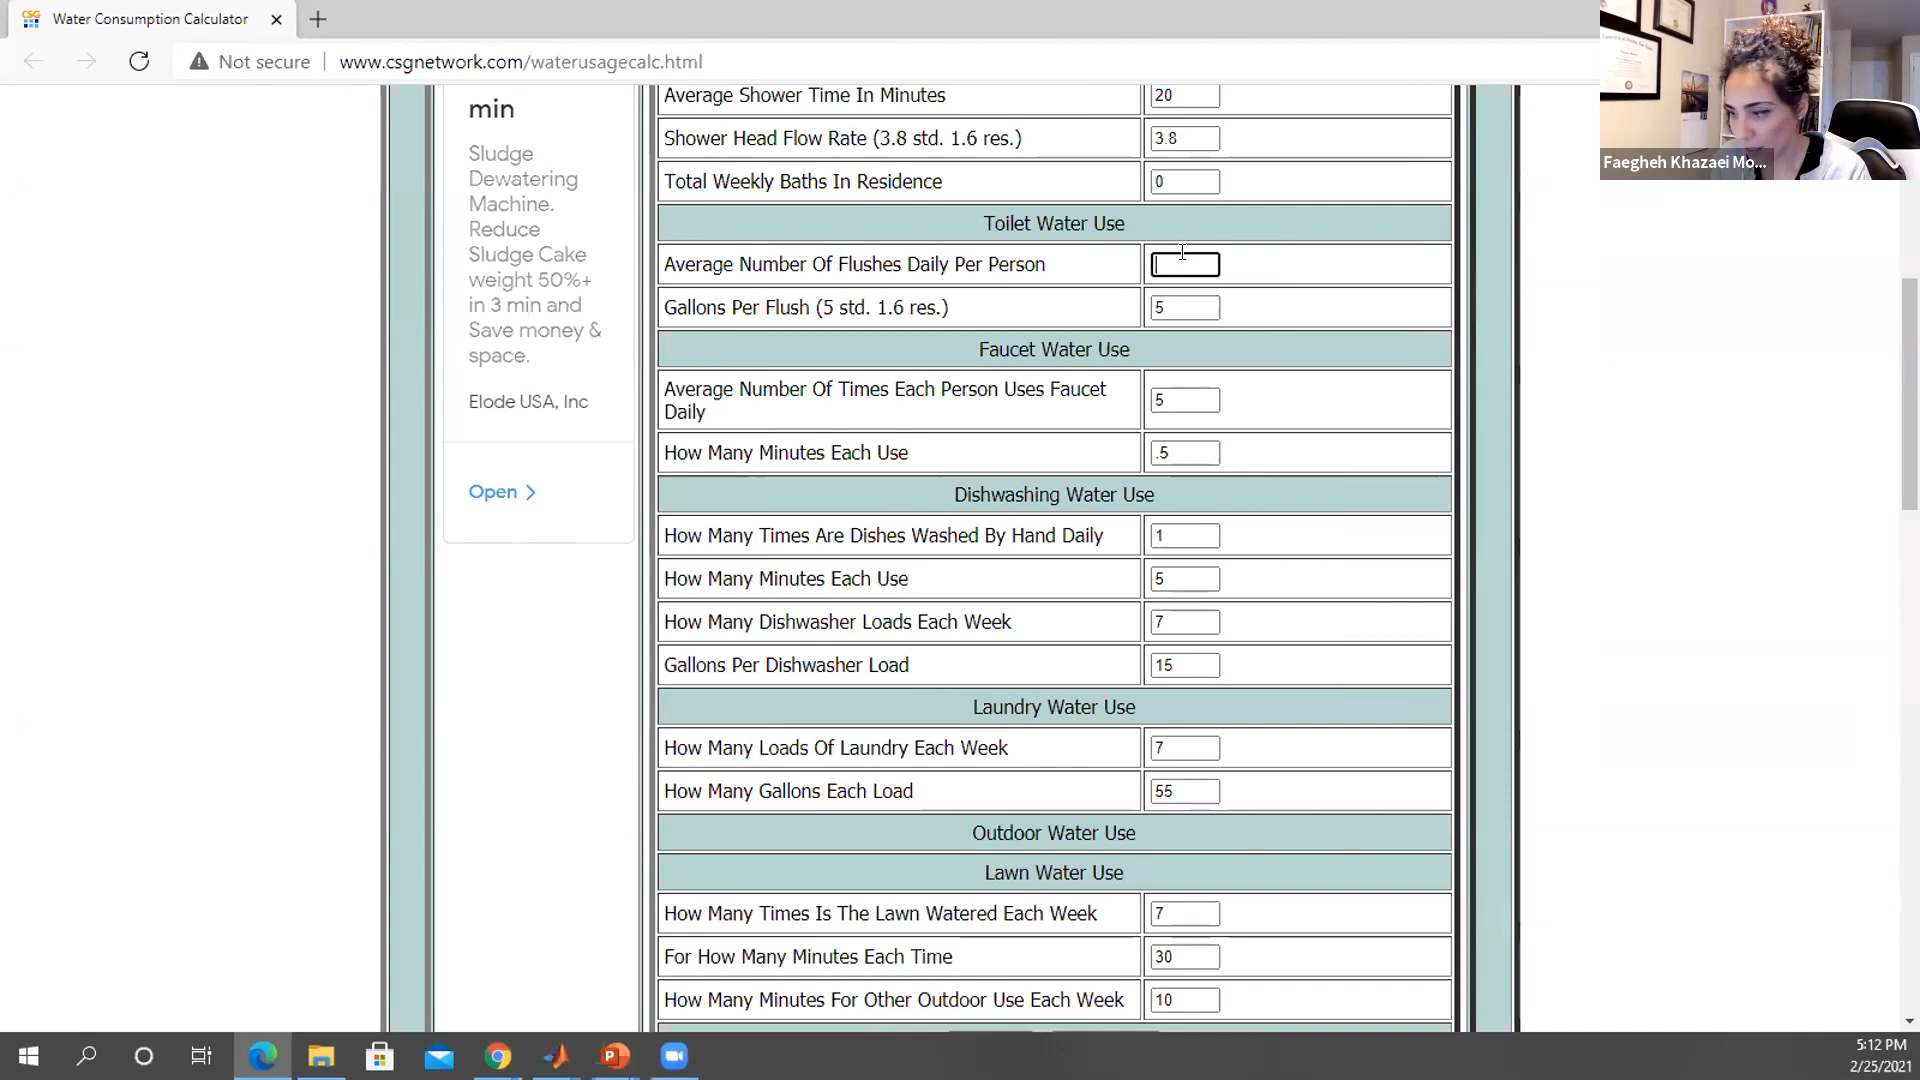 Water Consumption Calculator
Not secure
www.csgnetwork.com/waterusagecalc.html
min
Sludge
Dewatering
Machine.
Reduce
Sludge Cake
weight 50%+
in 3 min and
Save money &
space.
Elode USA, Inc
Open
Average Shower Time In Minutes 20
Shower Head Flow Rate (3.8 std. 1.6 res.) 3.8
Total Weekly Baths In Residence 0
Toilet Water Use
Average Number Of Flushes Daily Per Person
Gallons Per Flush (5 std. 1.6 res.) 5
Faucet Water Use
Average Number Of Times Each Person Uses Faucet
Daily 5
How Many Minutes Each Use .5
Dishwashing Water Use
How Many Times Are Dishes Washed By Hand Daily 1
How Many Minutes Each Use 5
How Many Dishwasher Loads Each Week 7
Gallons Per Dishwasher Load 15
Laundry Water Use
How Many Loads Of Laundry Each Week 7
How Many Gallons Each Load 55
Outdoor Water Use
Lawn Water Use
How Many Times Is The Lawn Watered Each Week 7
For How Many Minutes Each Time 30
How Many Minutes For Other Outdoor Use Each Week 10
Faegheh Khazaei Mo...
5:12 PM
2/25/2021